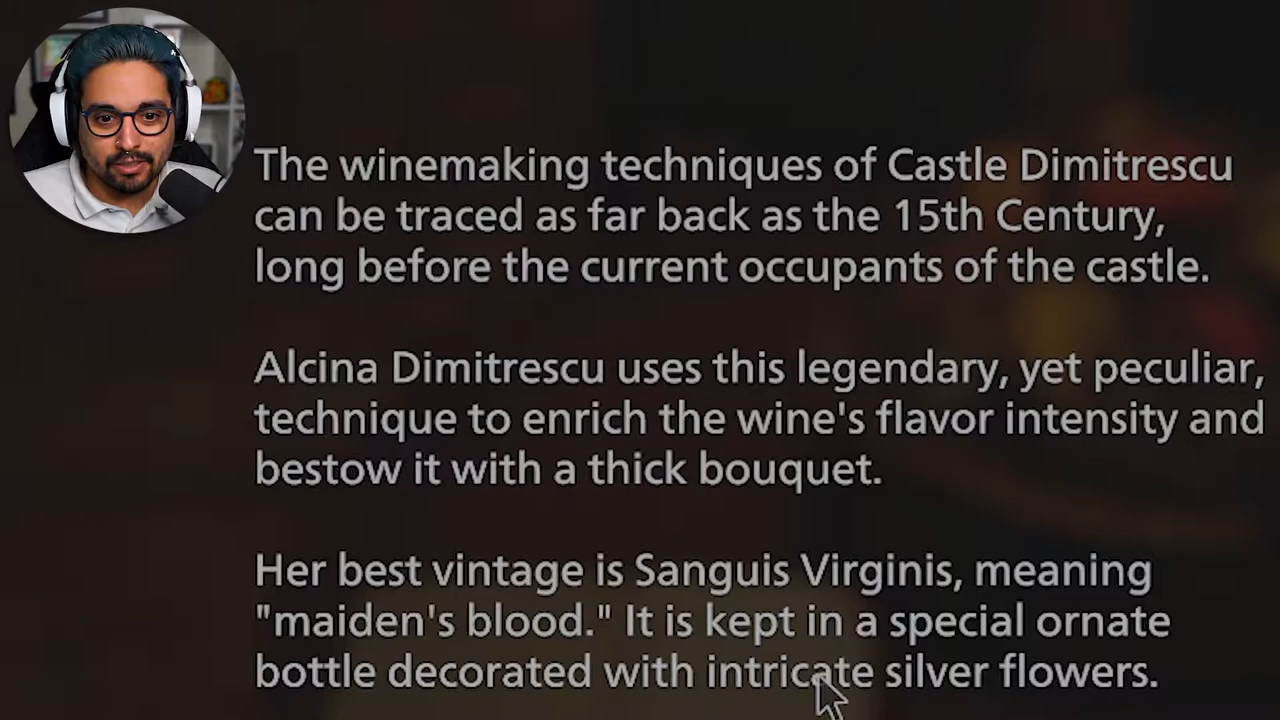 The winemaking techniques of Castle Dimitrescu
can be traced as far back as the 15th Century,
long before the current occupants of the castle.
Alcina Dimitrescu uses this legendary, yet peculiar,
technique to enrich the wine's flavor intensity and
bestow it with a thick bouquet.
Her best vintage is Sanguis Virginis, meaning
"maiden's blood." It is kept in a special ornate
bottle decorated with intricate silver flowers.